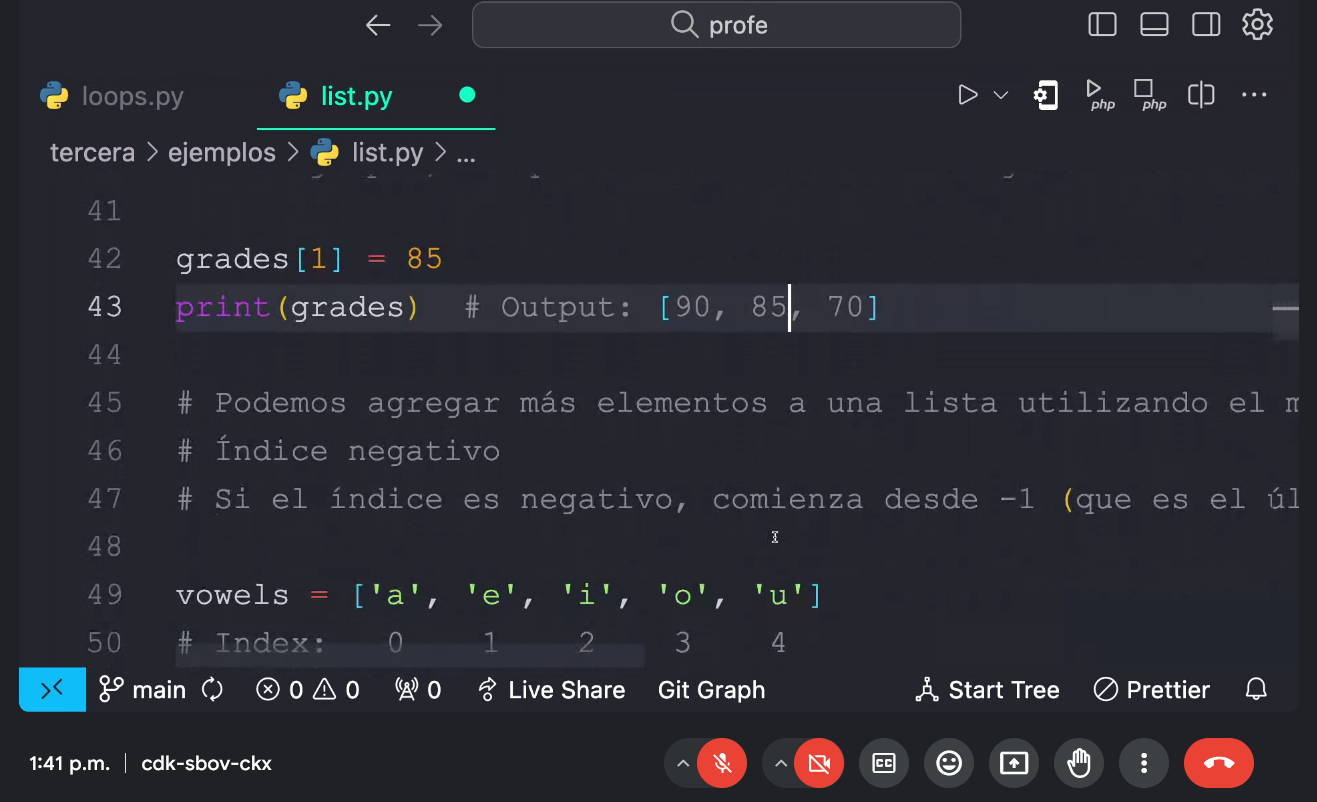 profe
loops.py
list.py
php
php
tercera > ejemplos > list.py > ...
41
42 grades[1] = 85
43 print(grades)  # Output: [90, 85, 70]
44
45 # Podemos agregar más elementos a una lista utilizando el
46 # Índice negativo
47 # Si el índice es negativo, comienza desde -1 (que es el
48
49 vowels = ['a', 'e', 'i', 'o', 'u']
50 # Index: 0 1 2 3 4
main 0 0 0 Live Share Git Graph Start Tree Prettier
1:41 p.m. | cdk-sbov-ckx
CC